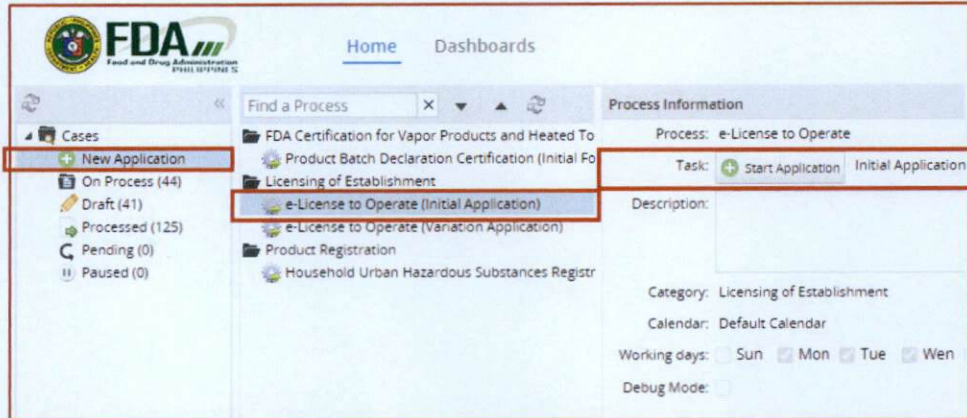 FDA
Food and Drug Administration
PHILIPPINES
Home Dashboards
Cases
New Application
On Process (44)
Draft (41)
Processed (125)
Pending (0)
Paused (0)
Find a Process
FDA Certification for Vapor Products and Heated To
Product Batch Declaration Certification (Initial Fo
Licensing of Establishment
e-License to Operate (Initial Application)
e-License to Operate (Variation Application)
Product Registration
Household Urban Hazardous Substances Registr
Process Information
Process: e-License to Operate
Task: Start Application Initial Application
Description:
Category: Licensing of Establishment
Calendar: Default Calendar
Working days: Sun Mon Tue Wen
Debug Mode: